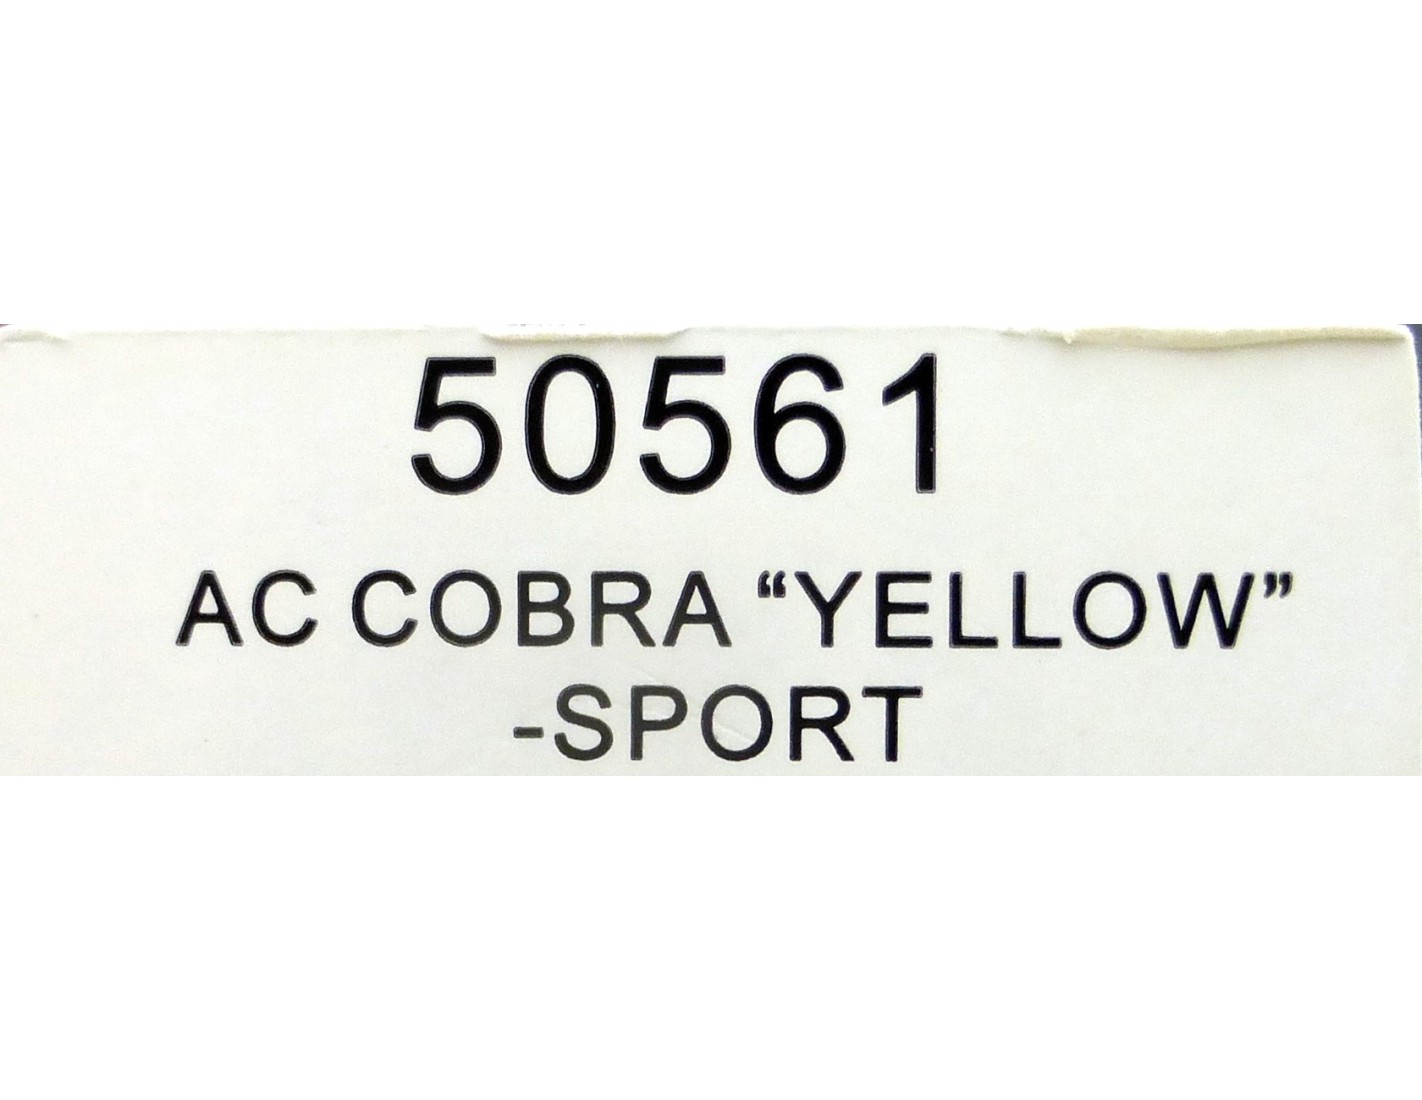 50561
AC COBRA “YELLOW”
-SPORT